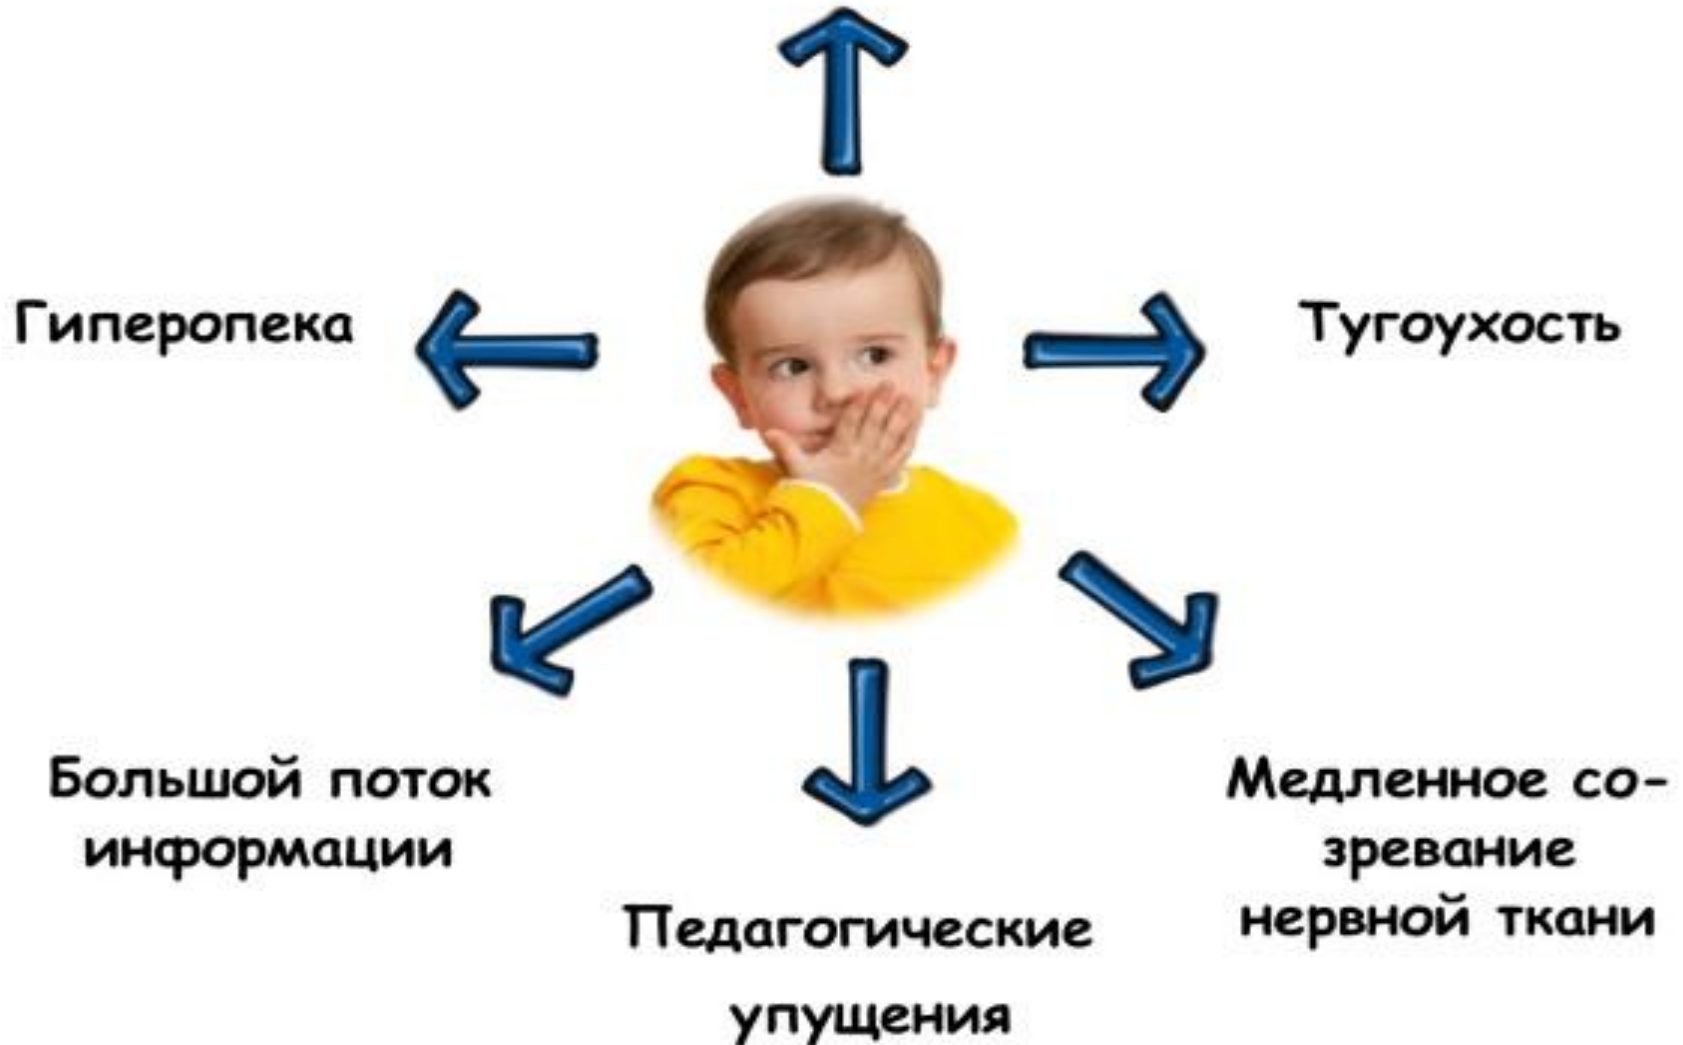 Гиперопека
Тугоухость
Большой поток
информации
Педагогические
упущения
Медленное со-
зревание
нервной ткани